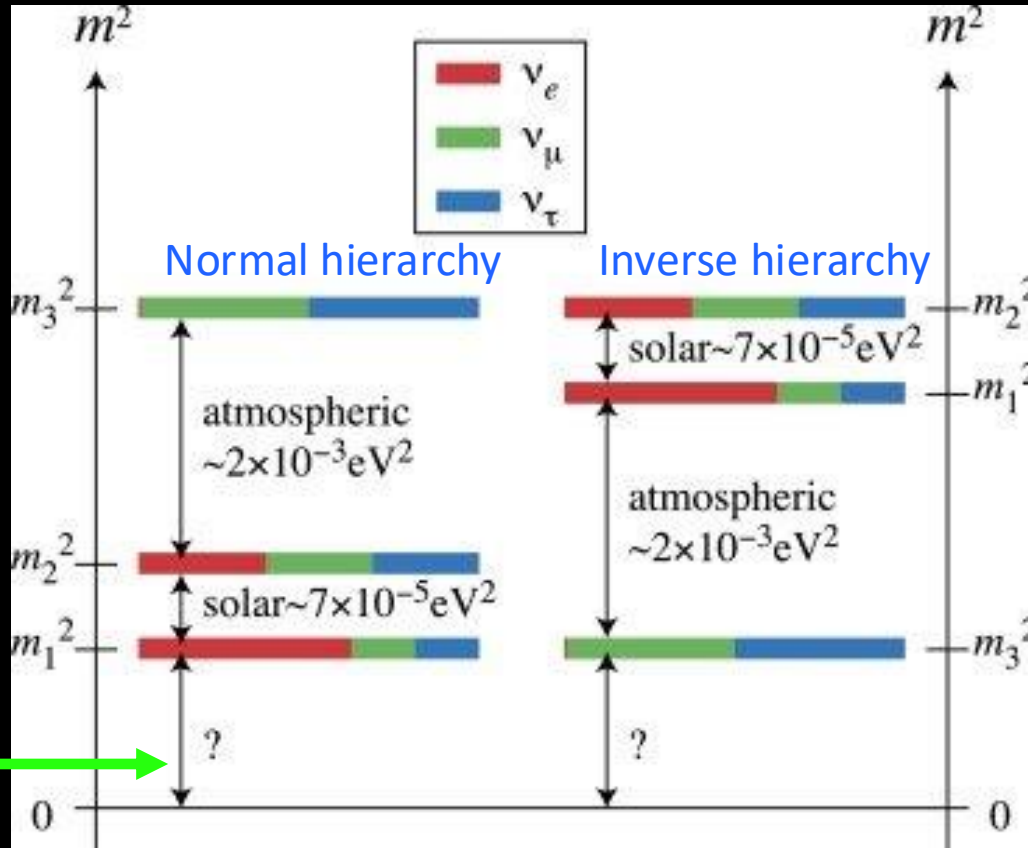 m² m²
νₑ
ν_μ
ν_τ
Normal hierarchy Inverse hierarchy
m₃² m₂²
solar~7×10⁻⁵eV²
m₁²
atmospheric
~2×10⁻³eV²
atmospheric
~2×10⁻³eV²
m₂²
solar~7×10⁻⁵eV²
m₁² m₃²
? ?
0 0